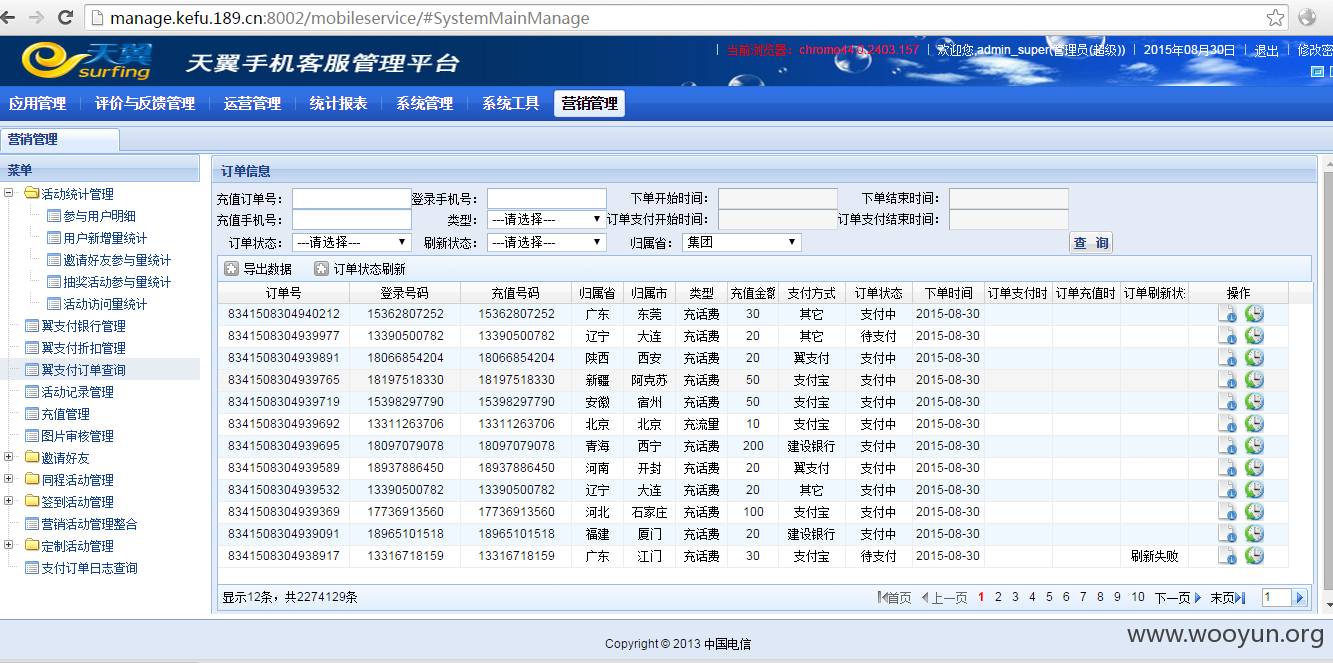 manage.kefu.189.cn:8002/mobileservice/#SystemMainManage
天翼 surfing 天翼手机客服管理平台
当前浏览器：chrome44.0.2403.157 | 欢迎您,admin_super(管理员(超级)) | 2015年08月30日 | 退出 | 修改密
应用管理 评价与反馈管理 运营管理 统计报表 系统管理 系统工具 营销管理
营销管理
菜单
活动统计管理
参与用户明细
用户新增量统计
邀请好友参与量统计
抽奖活动参与量统计
活动访问量统计
翼支付银行管理
翼支付折扣管理
翼支付订单查询
活动记录管理
充值管理
图片审核管理
邀请好友
同程活动管理
签到活动管理
营销活动管理整合
定制活动管理
支付订单日志查询
订单信息
充值订单号： 登录手机号： 下单开始时间： 下单结束时间：
充值手机号： 类型： ---请选择--- 订单支付开始时间： 订单支付结束时间：
订单状态： ---请选择--- 刷新状态： ---请选择--- 归属省： 集团 查 询
导出数据 订单状态刷新
订单号 登录号码 充值号码 归属省 归属市 类型 充值金额 支付方式 订单状态 下单时间 订单支付时 订单充值时 订单刷新状 操作
8341508304940212 15362807252 15362807252 广东 东莞 充话费 30 其它 支付中 2015-08-30
8341508304939977 13390500782 13390500782 辽宁 大连 充话费 20 其它 待支付 2015-08-30
8341508304939891 18066854204 18066854204 陕西 西安 充话费 20 翼支付 支付中 2015-08-30
8341508304939765 18197518330 18197518330 新疆 阿克苏 充话费 50 支付宝 支付中 2015-08-30
8341508304939719 15398297790 15398297790 安徽 宿州 充话费 50 支付宝 支付中 2015-08-30
8341508304939692 13311263706 13311263706 北京 北京 充流量 10 支付宝 支付中 2015-08-30
8341508304939695 18097079078 18097079078 青海 西宁 充话费 200 建设银行 支付中 2015-08-30
8341508304939589 18937886450 18937886450 河南 开封 充话费 20 翼支付 支付中 2015-08-30
8341508304939532 13390500782 13390500782 辽宁 大连 充话费 20 其它 支付中 2015-08-30
8341508304939369 17736913560 17736913560 河北 石家庄 充话费 100 支付宝 支付中 2015-08-30
8341508304939091 18965101518 18965101518 福建 厦门 充话费 20 建设银行 支付中 2015-08-30
8341508304938917 13316718159 13316718159 广东 江门 充话费 30 支付宝 待支付 2015-08-30 刷新失败
显示12条，共2274129条 首页 上一页 1 2 3 4 5 6 7 8 9 10 下一页 末页 1
Copyright © 2013 中国电信
www.wooyun.org